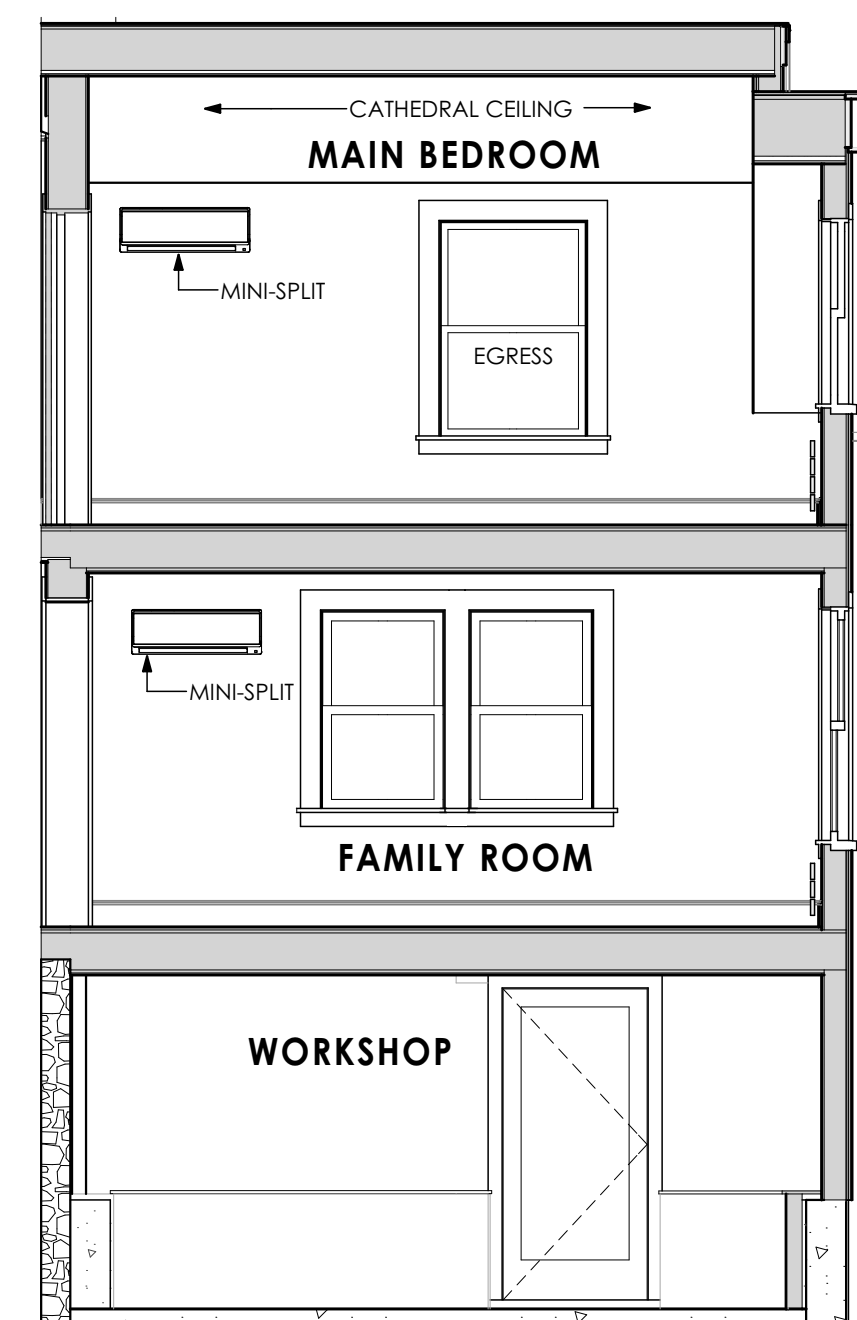 CATHEDRAL CEILING
MAIN BEDROOM
MINI-SPLIT
EGRESS
MINI-SPLIT
FAMILY ROOM
WORKSHOP